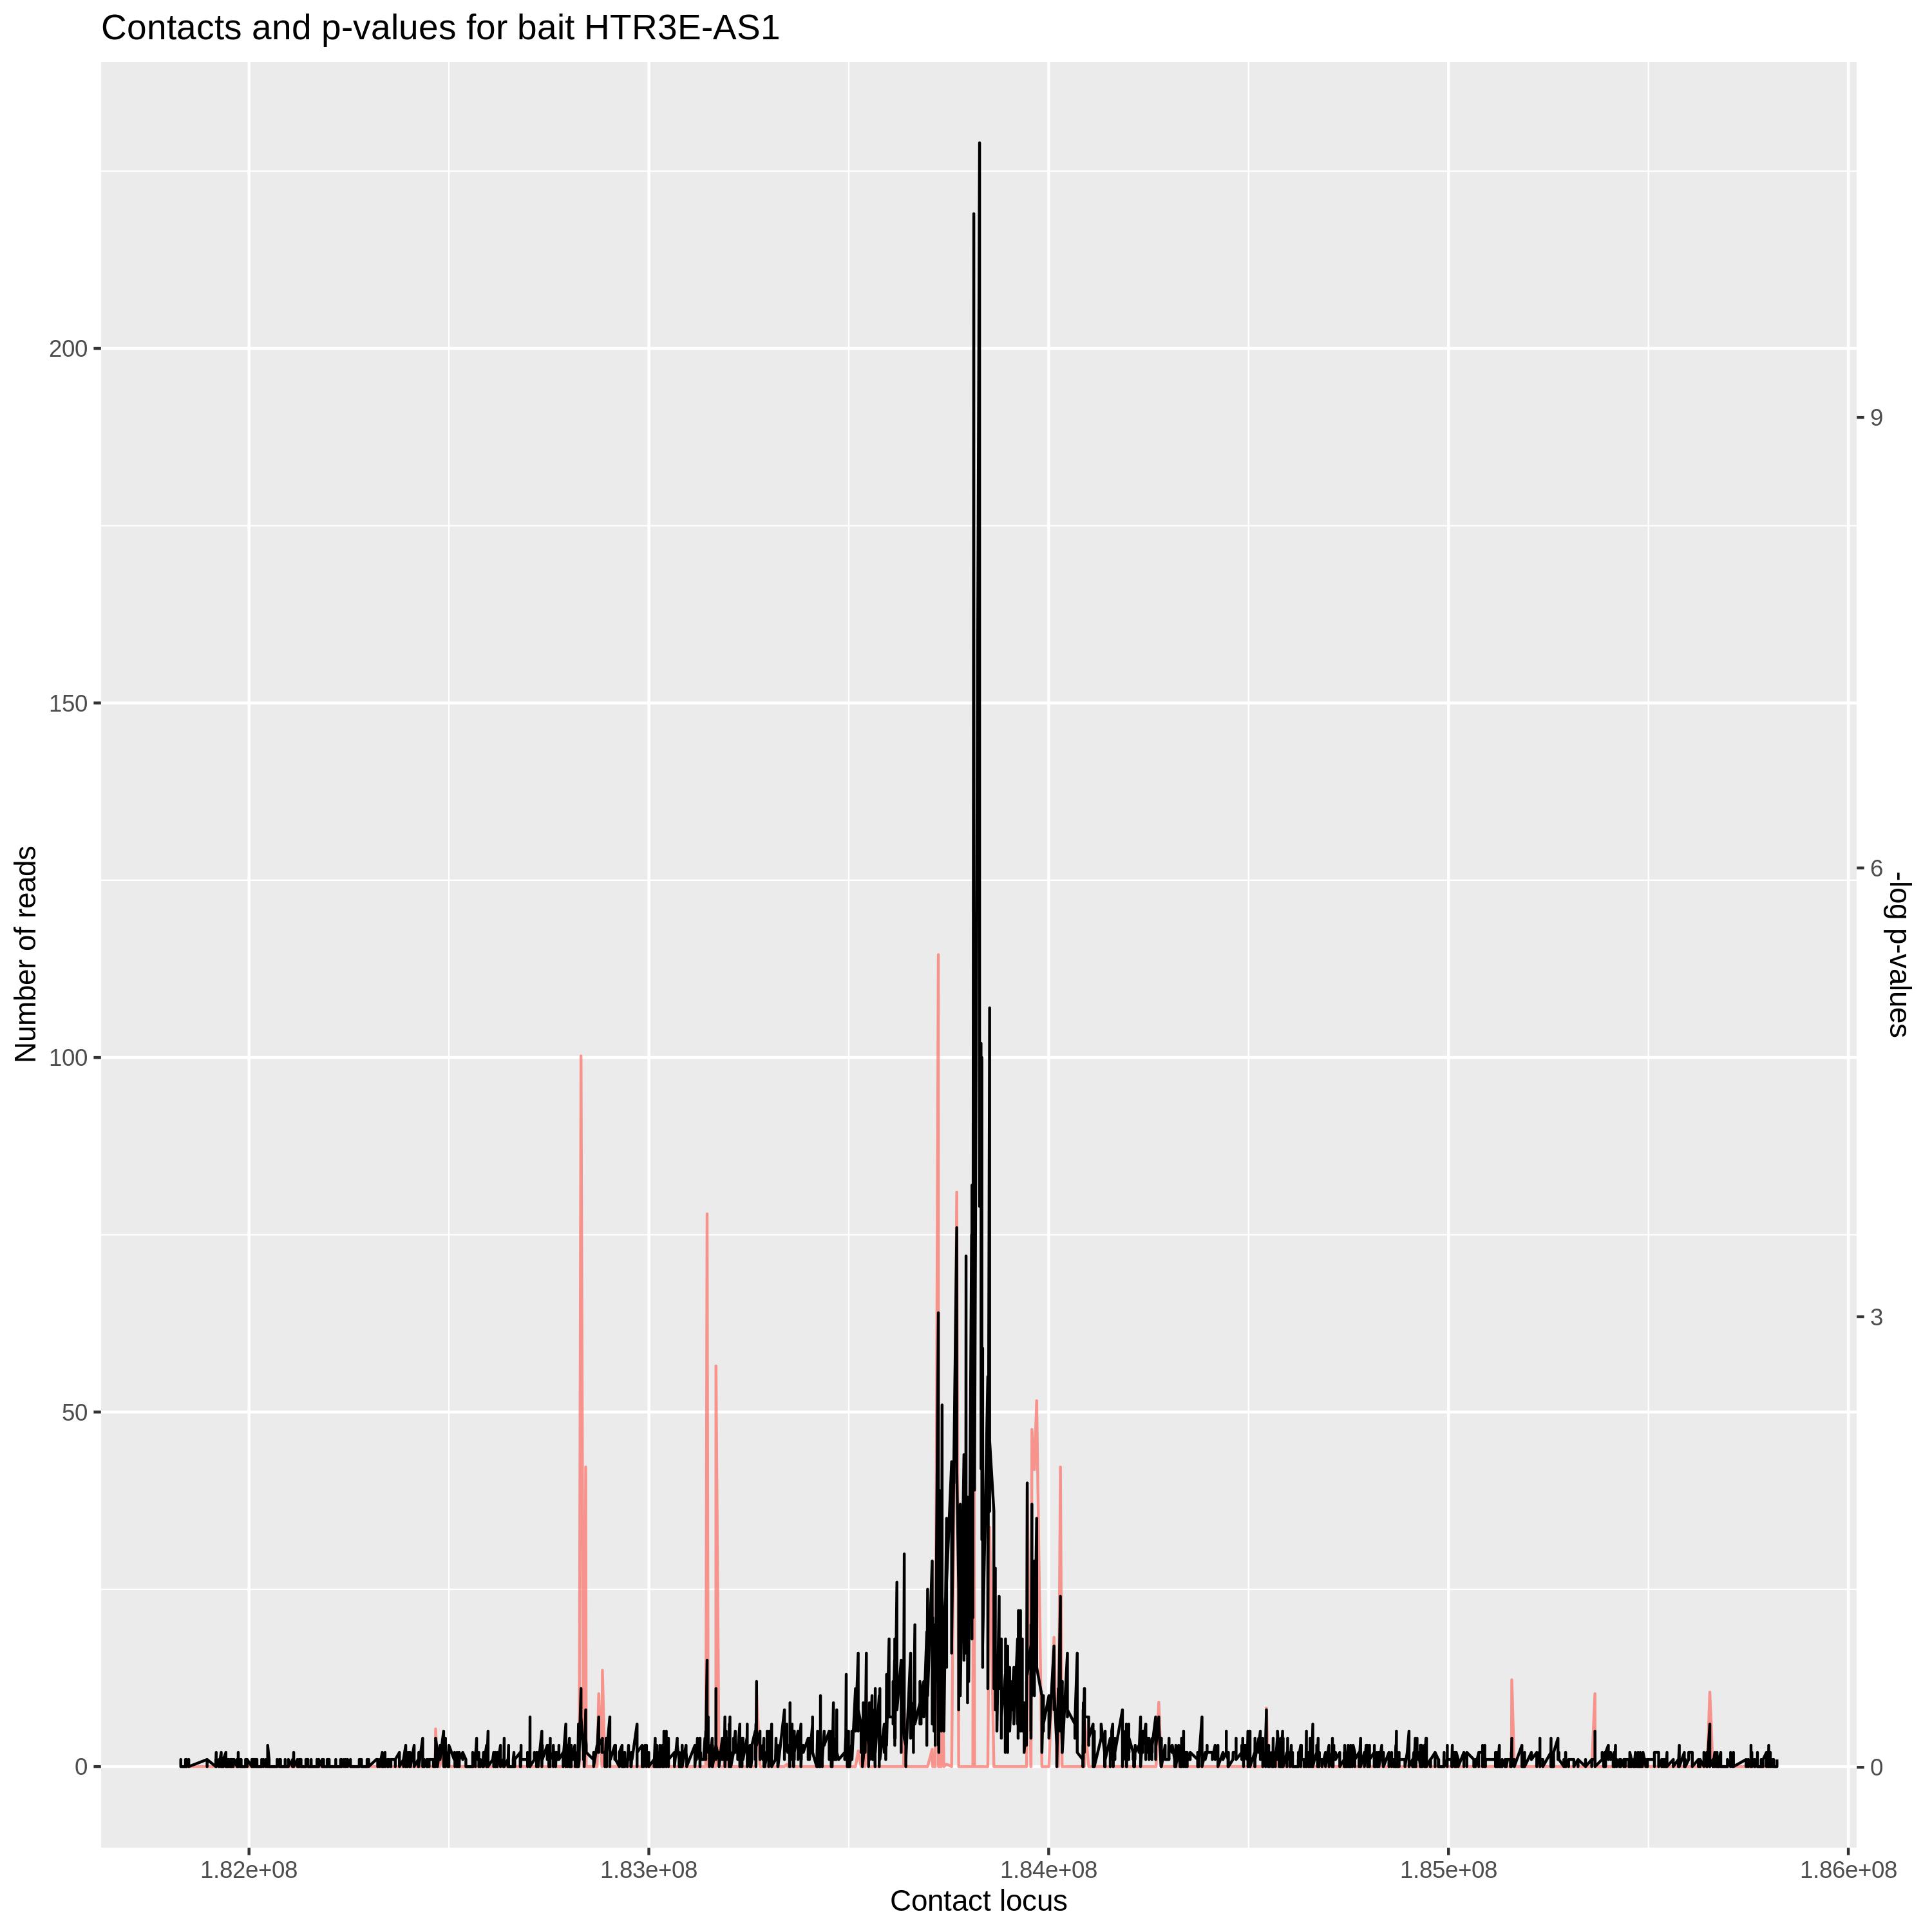 Contacts and p-values for bait HTR3E-AS1
200
150
100
50
0
Number of reads
9
6
3
0
-log p-values
1.82e+08
1.83e+08
1.84e+08
1.85e+08
1.86e+08
Contact locus